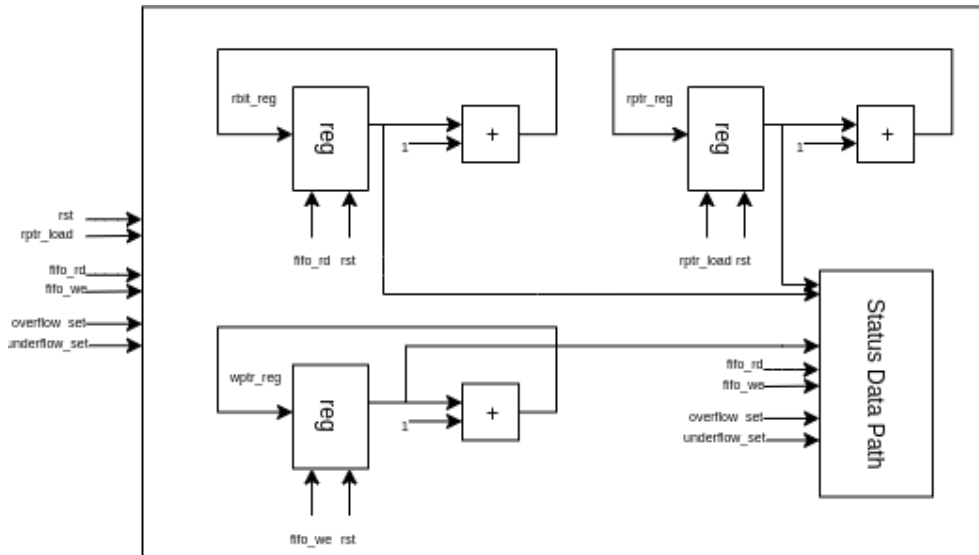 rbit_reg
reg
1
+
fifo_rd rst
rptr_reg
reg
1
+
rptr_load rst
rst
rptr_load
fifo_rd
fifo_we
overflow_set
underflow_set
wptr_reg
reg
1
+
fifo_we rst
fifo_rd
fifo_we
overflow_set
underflow_set
Status Data Path